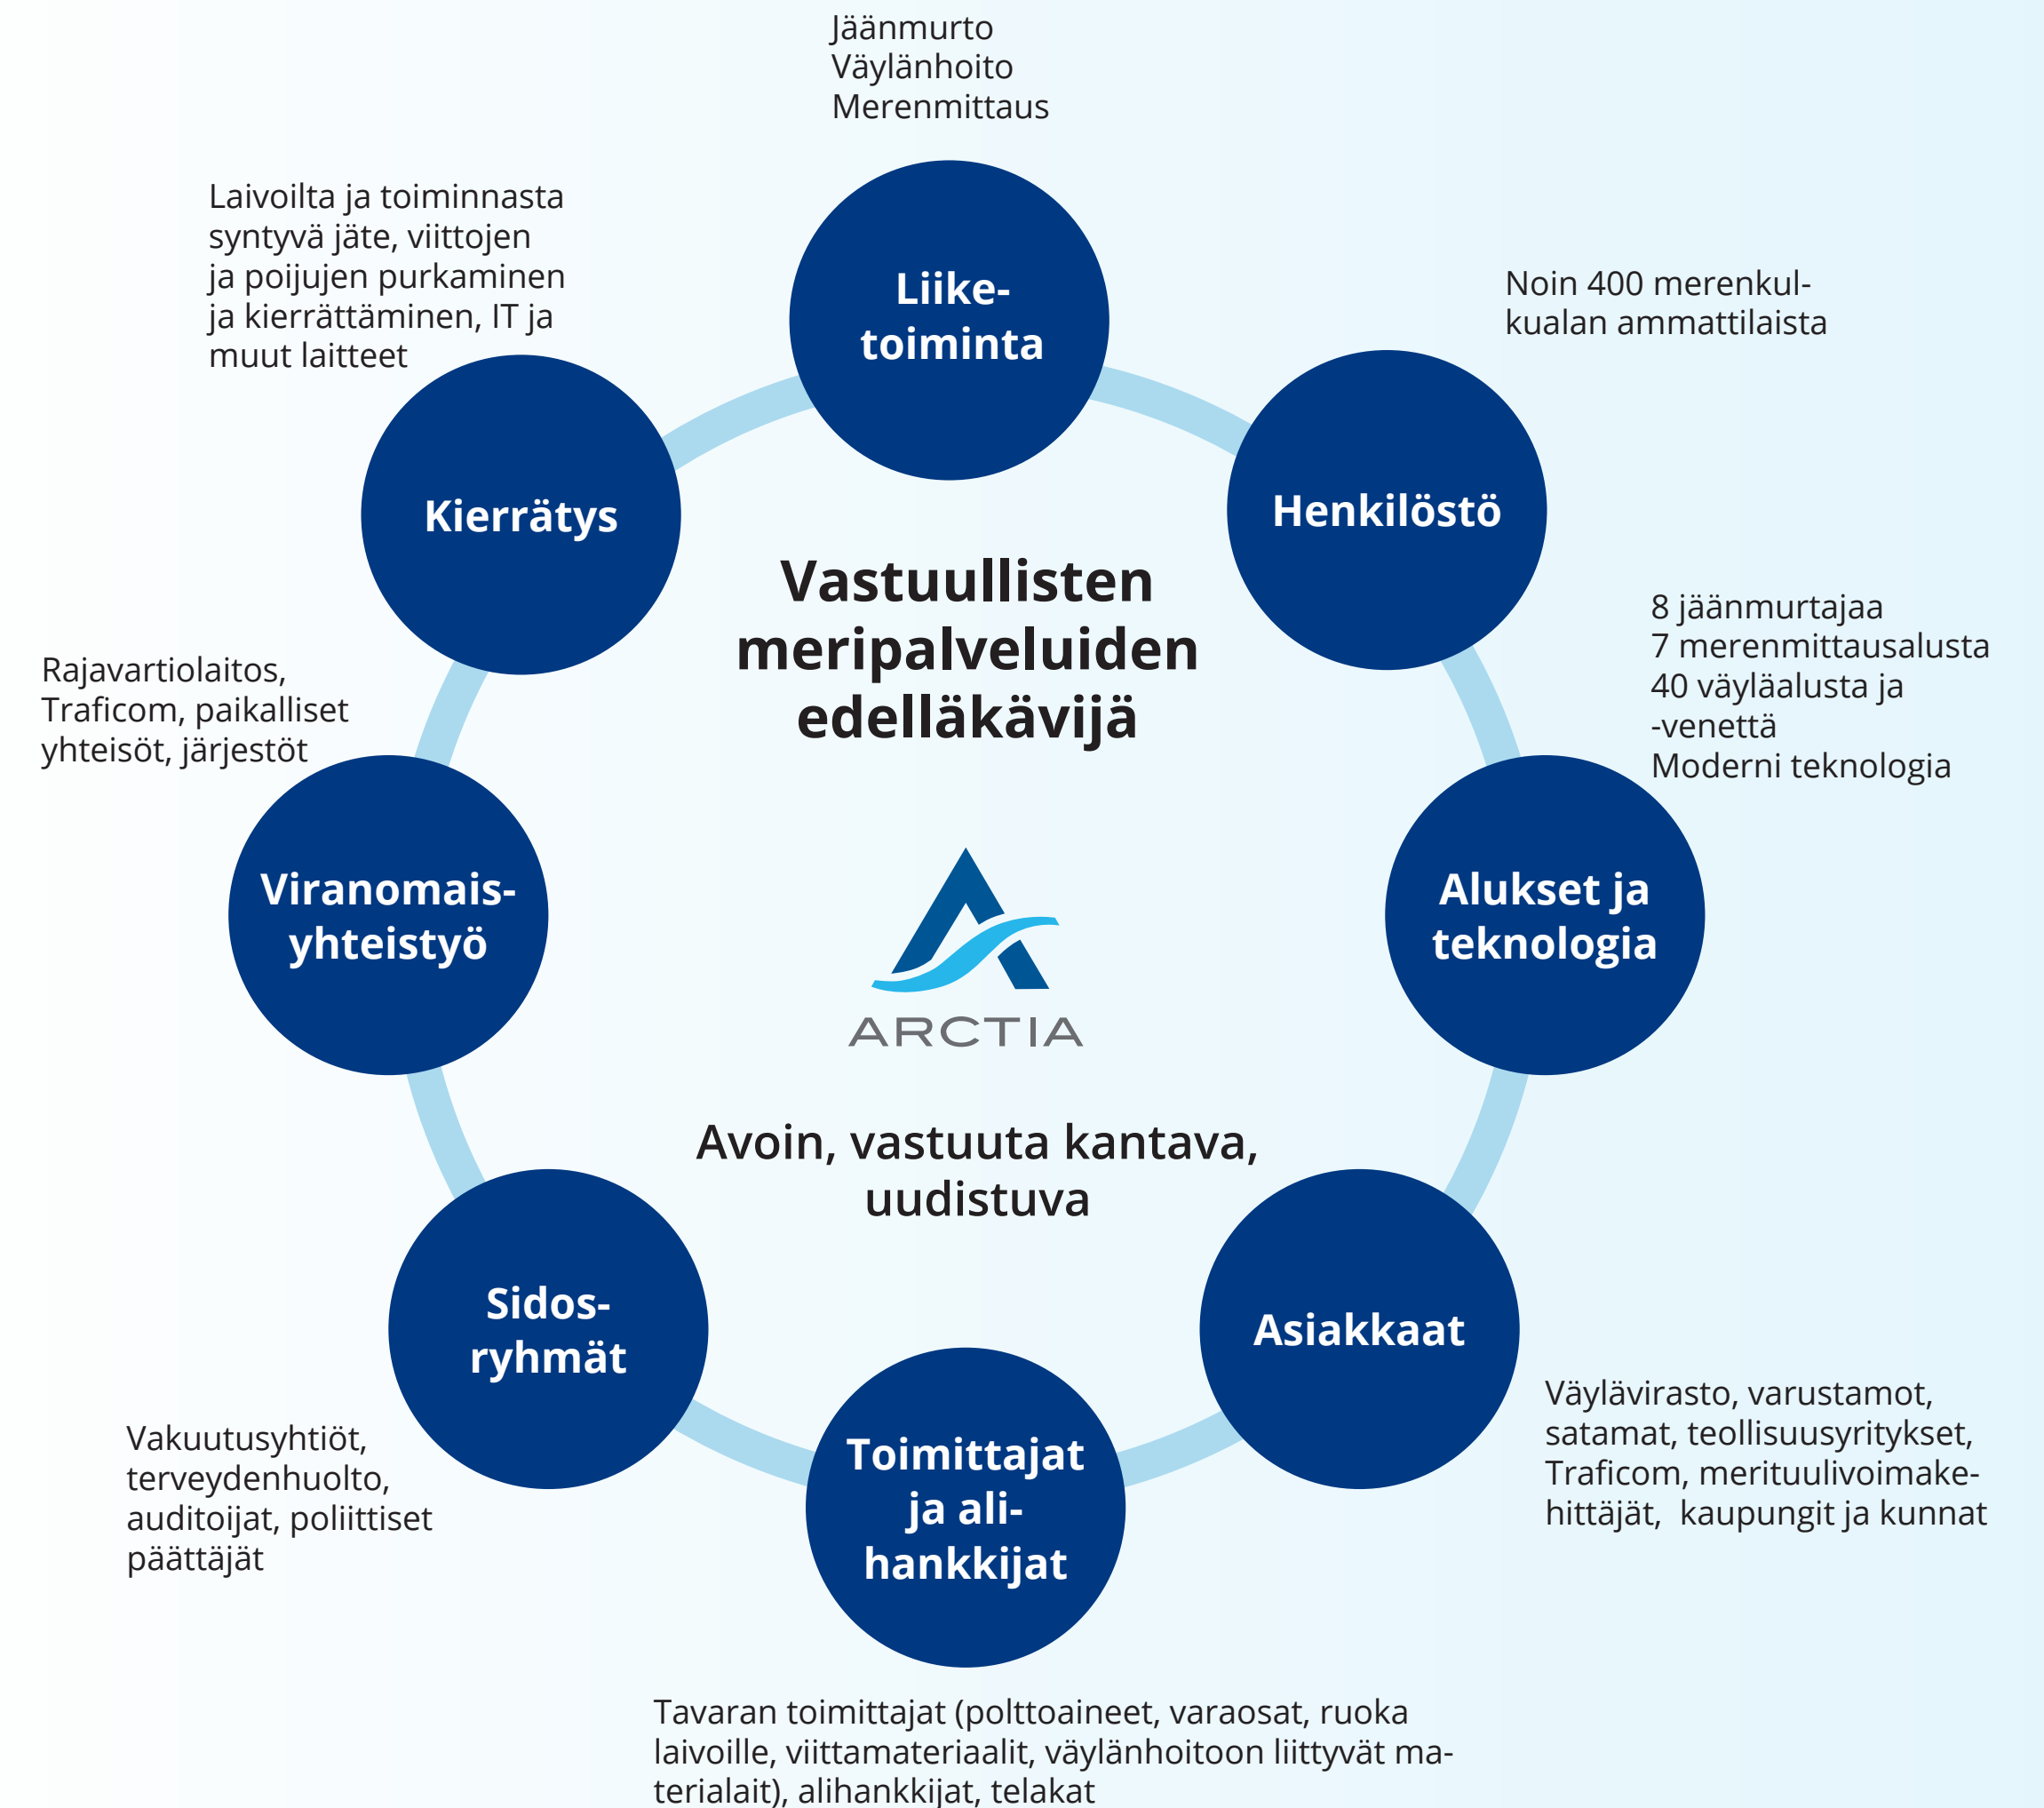 Jäänmurto
Väylänhoito
Merenmittaus
Liike-
toiminta
Noin 400 merenkul-
kualan ammattilaista
Henkilöstö
8 jäänmurtajaa
7 merenmittausalusta
40 väyläalusta ja
-venettä
Moderni teknologia
Alukset ja
teknologia
Asiakkaat
Väylävirasto, varustamot,
satamat, teollisuusyritykset,
Traficom, merituulivoimake-
hittäjät,  kaupungit ja kunnat
Toimittajat
ja ali-
hankkijat
Tavaran toimittajat (polttoaineet, varaosat, ruoka
laivoille, viittamateriaalit, väylänhoitoon liittyvät ma-
terialait), alihankkijat, telakat
Sidos-
ryhmät
Vakuutusyhtiöt,
terveydenhuolto,
auditoijat, poliittiset
päättäjät
Rajavartiolaitos,
Traficom, paikalliset
yhteisöt, järjestöt
Viranomais-
yhteistyö
Laivoilta ja toiminnasta
syntyvä jäte, viittojen
ja poijujen purkaminen
ja kierrättäminen, IT ja
muut laitteet
Kierrätys
Vastuullisten
meripalveluiden
edelläkävijä
ARCTIA
Avoin, vastuuta kantava,
uudistuva